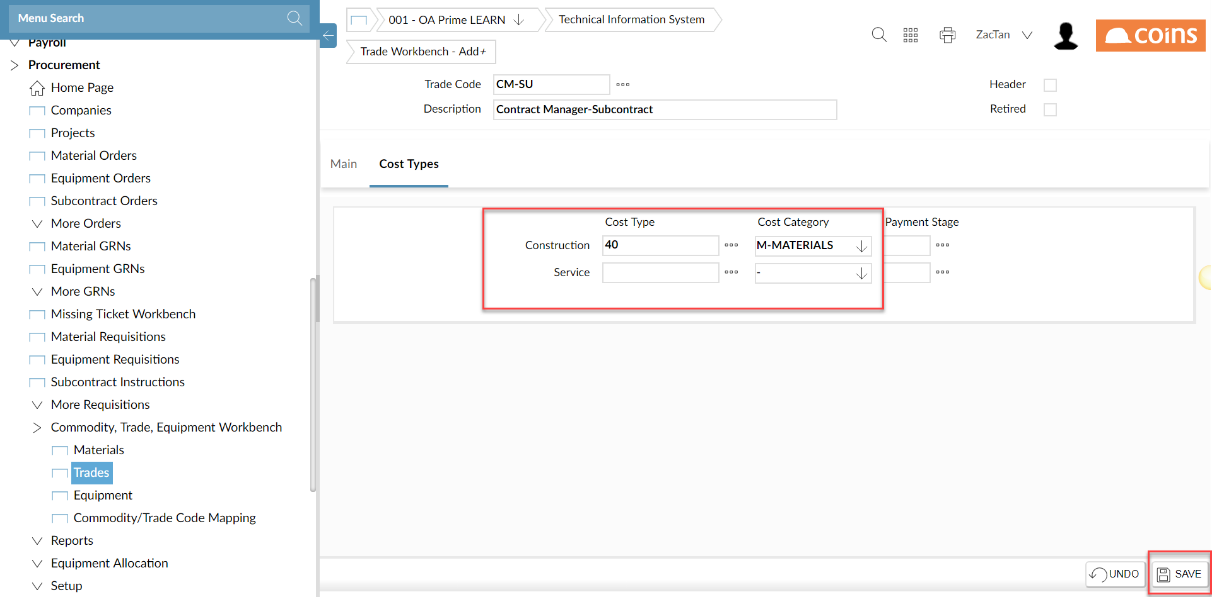 Menu Search
Payroll
Procurement
Home Page
Companies
Projects
Material Orders
Equipment Orders
Subcontract Orders
More Orders
Material GRNs
Equipment GRNs
More GRNs
Missing Ticket Workbench
Material Requisitions
Equipment Requisitions
Subcontract Instructions
More Requisitions
Commodity, Trade, Equipment Workbench
Materials
Trades
Equipment
Commodity/Trade Code Mapping
Reports
Equipment Allocation
Setup
001 - OA Prime LEARN
Technical Information System
Trade Workbench - Add+
ZacTan
coins
Trade Code CM-SU
Header
Description Contract Manager-Subcontract
Retired
Main Cost Types
Cost Type Cost Category Payment Stage
Construction 40 M-MATERIALS
Service -
UNDO SAVE